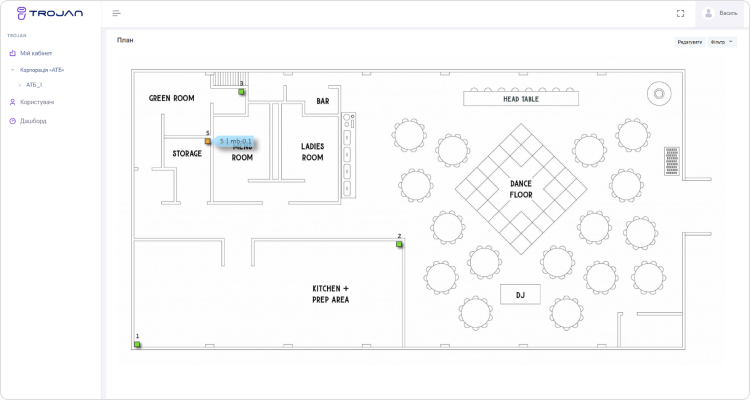 TROJAN
Василь
TROJAN
Мій кабінет
Корпорація «АТБ»
АТБ_1
Користувачі
Дашборд
План
Редагувати
Фільтр
3
GREEN ROOM
BAR
HEAD TABLE
5
5 | mb-0.1
STORAGE
MENS
ROOM
LADIES
ROOM
DANCE
FLOOR
2
KITCHEN +
PREP AREA
DJ
1